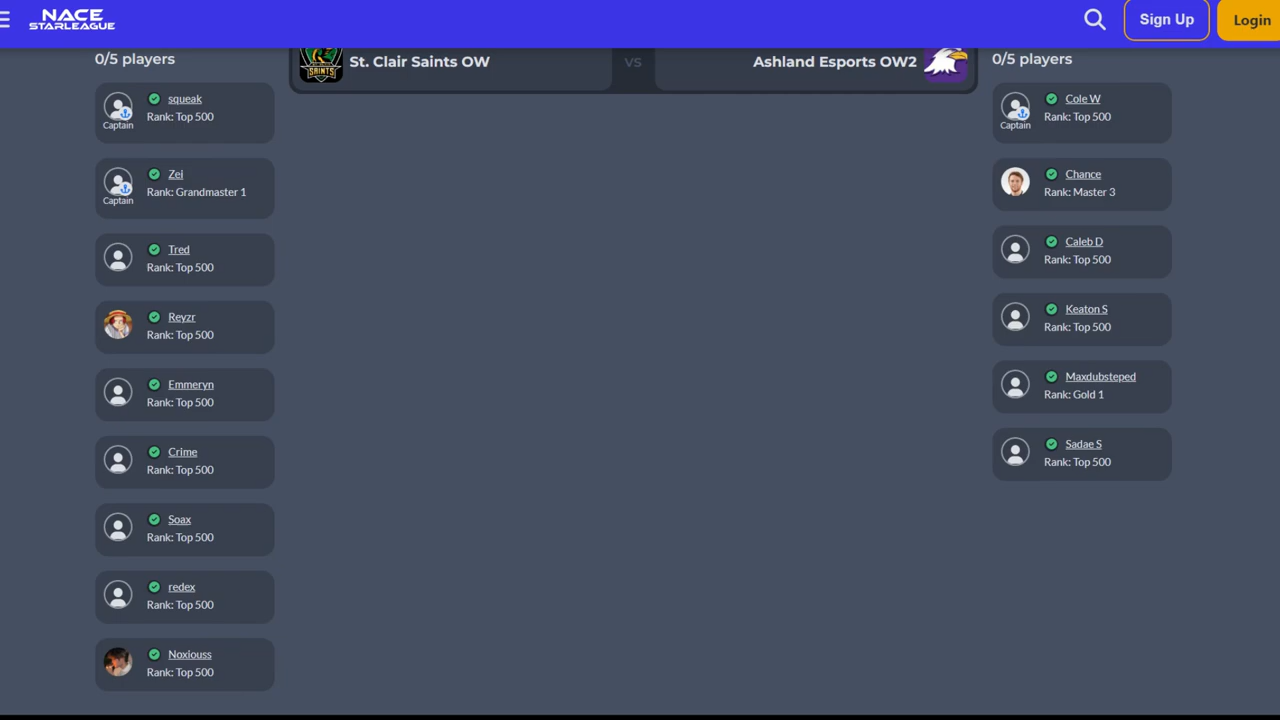 NACE
STARLEAGUE
Sign Up
Login
0/5 players
SAINTS
St. Clair Saints OW
VS
Ashland Esports OW2
0/5 players
squeak
Rank: Top 500
Captain
Zei
Rank: Grandmaster 1
Captain
Tred
Rank: Top 500
Reyzr
Rank: Top 500
Emmeryn
Rank: Top 500
Crime
Rank: Top 500
Soax
Rank: Top 500
redex
Rank: Top 500
Noxiouss
Rank: Top 500
Cole W
Rank: Top 500
Captain
Chance
Rank: Master 3
Caleb D
Rank: Top 500
Keaton S
Rank: Top 500
Maxdubsteped
Rank: Gold 1
Sadae S
Rank: Top 500